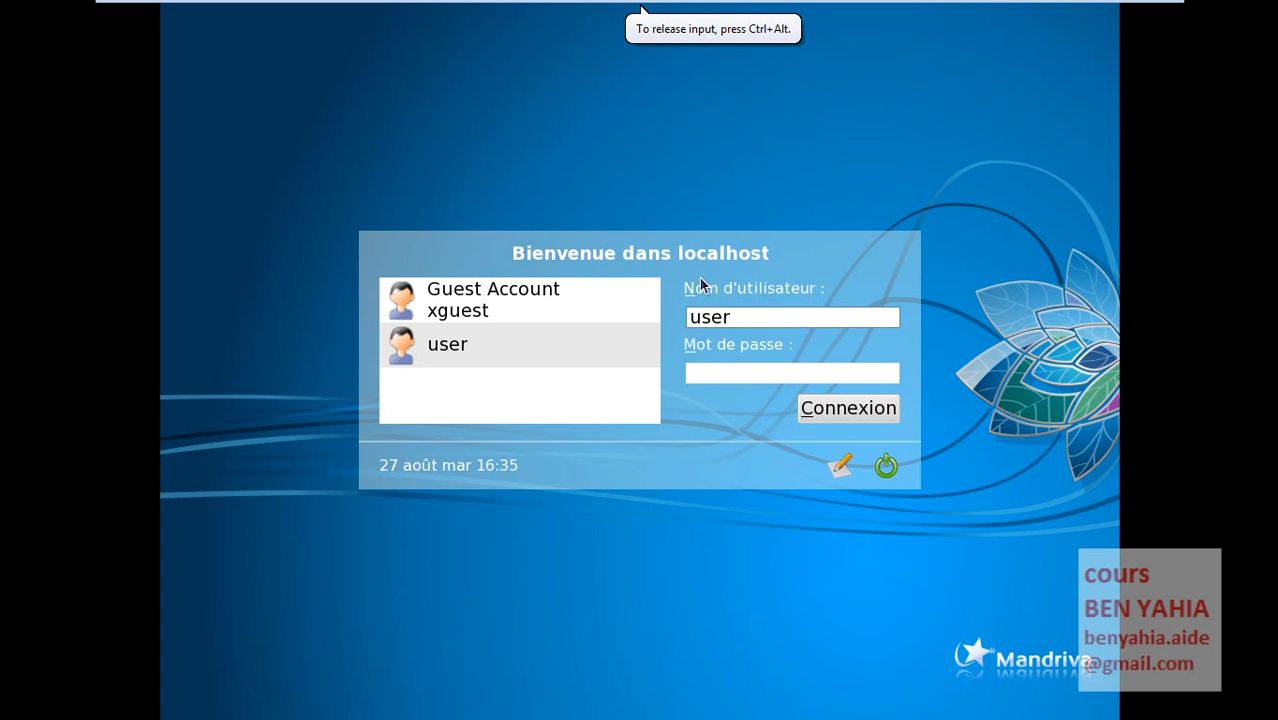 To release input, press Ctrl+Alt.
Bienvenue dans localhost
Guest Account
xguest
user
Nom d'utilisateur :
user
Mot de passe :
Connexion
27 août mar 16:35
Mandriva
cours
BEN YAHIA
benyahia.aide
@gmail.com